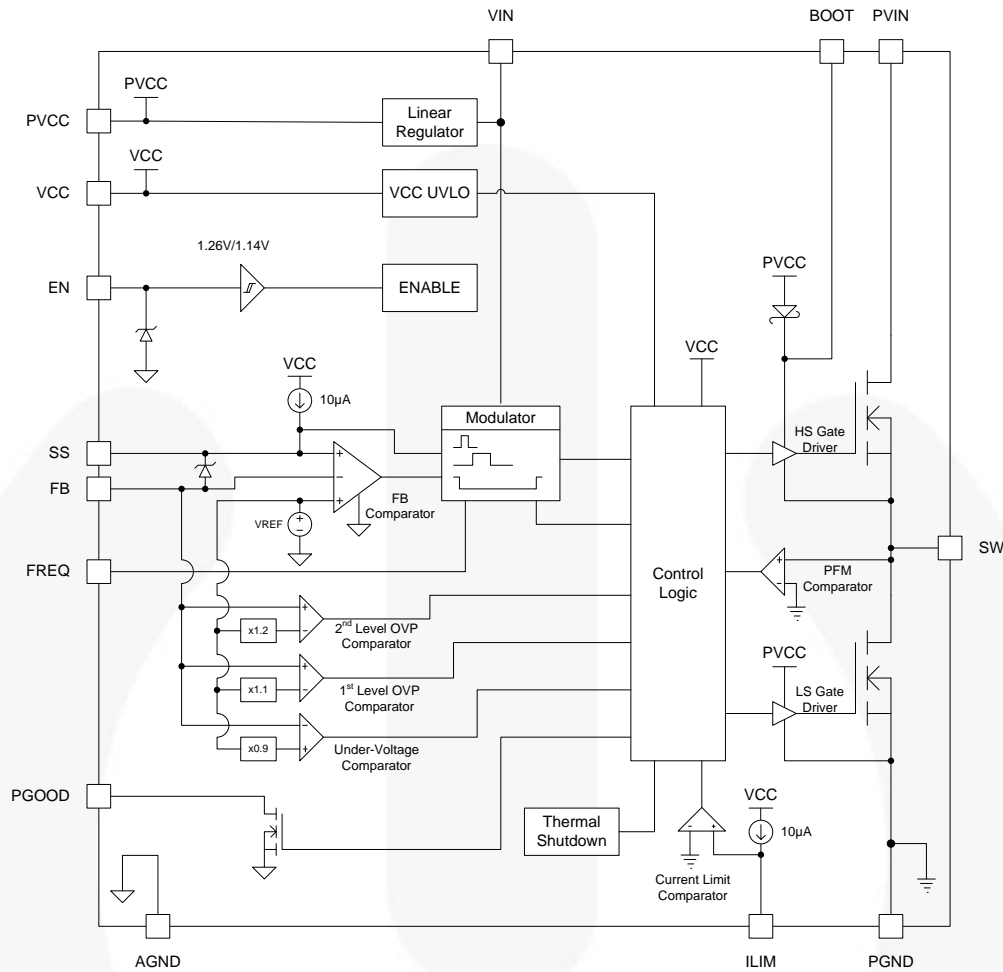 VIN
BOOT
PVIN
PVCC
PVCC
Linear
Regulator
VCC
VCC
VCC UVLO
1.26V/1.14V
EN
ENABLE
PVCC
VCC
VCC
10µA
Modulator
SS
FB
+
−
+
FB
Comparator
VREF
+
−
HS Gate
Driver
FREQ
Control
Logic
+
−
PFM
Comparator
SW
x1.2
+
−
2nd Level OVP
Comparator
x1.1
+
−
1st Level OVP
Comparator
x0.9
−
+
Under-Voltage
Comparator
PVCC
LS Gate
Driver
PGOOD
Thermal
Shutdown
VCC
10µA
−
+
Current Limit
Comparator
AGND
ILIM
PGND